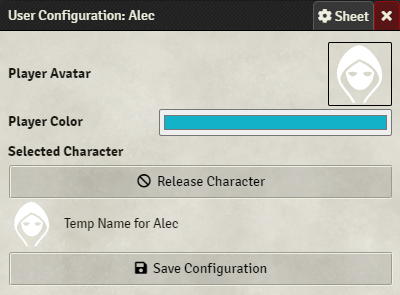 User Configuration: Alec
Sheet
Player Avatar
Player Color
Selected Character
Release Character
Temp Name for Alec
Save Configuration